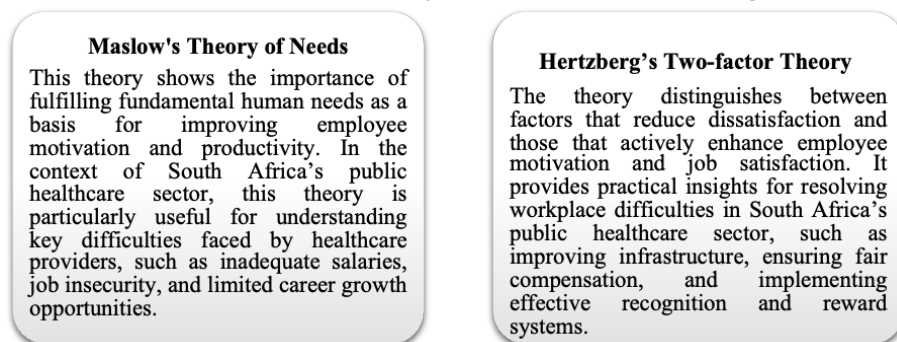 Maslow's Theory of Needs
This theory shows the importance of
fulfilling fundamental human needs as a
basis for improving employee
motivation and productivity. In the
context of South Africa's public
healthcare sector, this theory is
particularly useful for understanding
key difficulties faced by healthcare
providers, such as inadequate salaries,
job insecurity, and limited career growth
opportunities.
Hertzberg's Two-factor Theory
The theory distinguishes between
factors that reduce dissatisfaction and
those that actively enhance employee
motivation and job satisfaction. It
provides practical insights for resolving
workplace difficulties in South Africa's
public healthcare sector, such as
improving infrastructure, ensuring fair
compensation, and implementing
effective recognition and reward
systems.